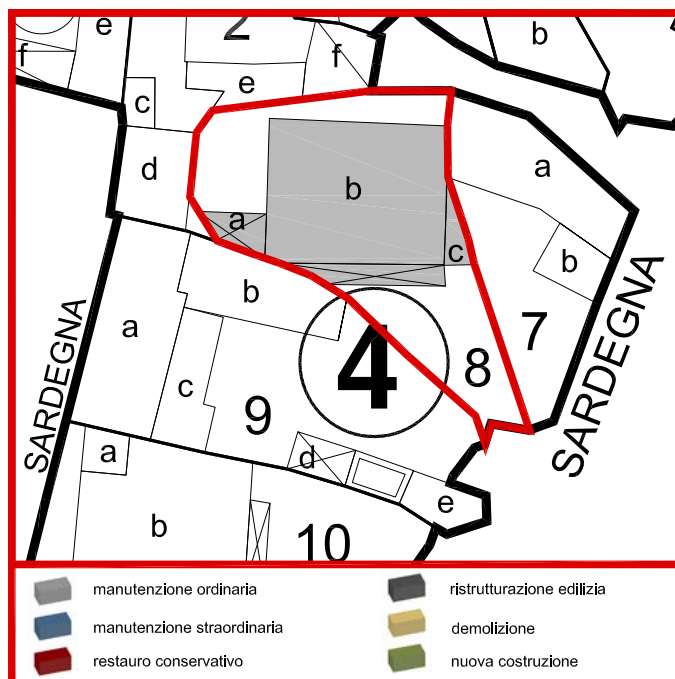 2
b
e
f
e
f
c
a
d
b
a
c
b
b
SARDEGNA
a
4
8
7
SARDEGNA
c
9
a
d
e
b
10
manutenzione ordinaria
manutenzione straordinaria
restauro conservativo
ristrutturazione edilizia
demolizione
nuova costruzione